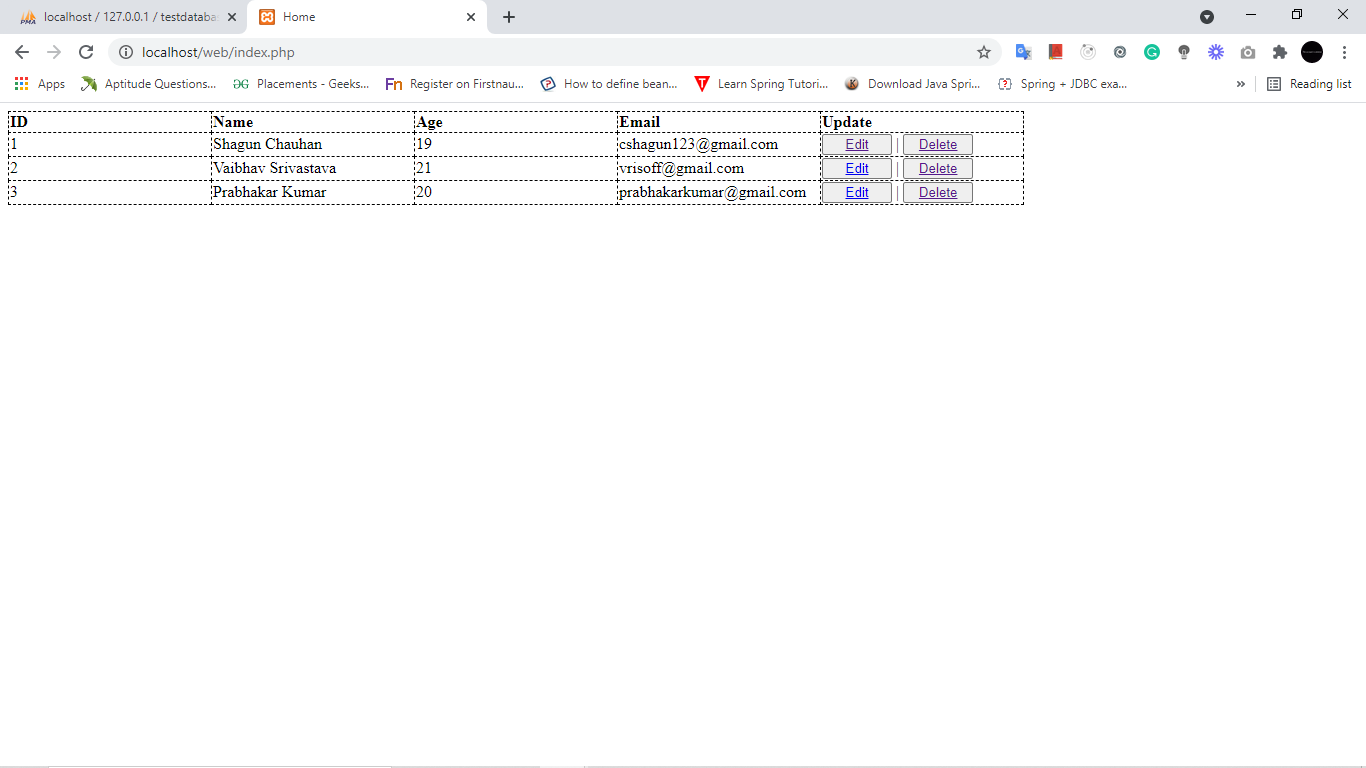 PMA localhost / 127.0.0.1 / testdataba
Home
localhost/web/index.php
Apps Aptitude Questions... Placements - Geeks... Fn Register on Firstnau... How to define bean... Learn Spring Tutori... Download Java Spri... Spring + JDBC exa... » Reading list
ID Name Age Email Update
1 Shagun Chauhan 19 cshagun123@gmail.com Edit | Delete
2 Vaibhav Srivastava 21 vrisoff@gmail.com Edit | Delete
3 Prabhakar Kumar 20 prabhakarkumar@gmail.com Edit | Delete